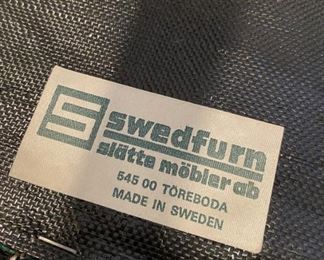 swedfurn
slätte möbler ab
545 00 TÖREBODA
MADE IN SWEDEN